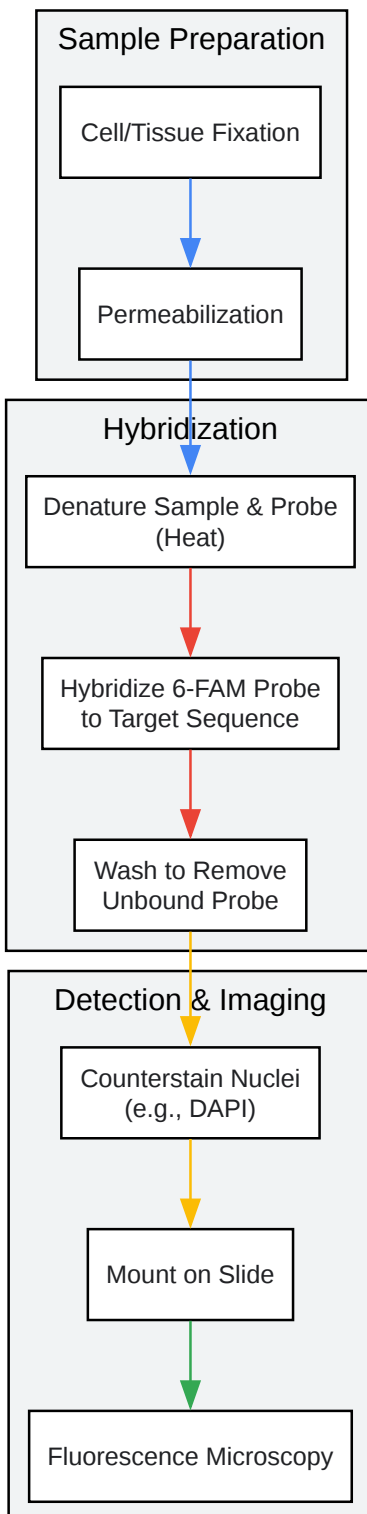 Sample Preparation
Cell/Tissue Fixation
Permeabilization
Hybridization
Denature Sample & Probe
(Heat)
Hybridize 6-FAM Probe
to Target Sequence
Wash to Remove
Unbound Probe
Detection & Imaging
Counterstain Nuclei
(e.g., DAPI)
Mount on Slide
Fluorescence Microscopy